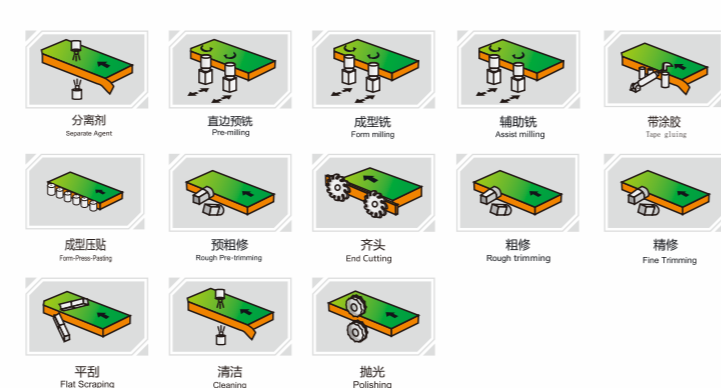 分离剂
Separate Agent
直边预铣
Pre-milling
成型铣
Form milling
辅助铣
Assist milling
带涂胶
Tape gluing
成型压贴
Form-Press-Pasting
预粗修
Rough Pre-trimming
齐头
End Cutting
粗修
Rough trimming
精修
Fine Trimming
平刮
Flat Scraping
清洁
Cleaning
抛光
Polishing